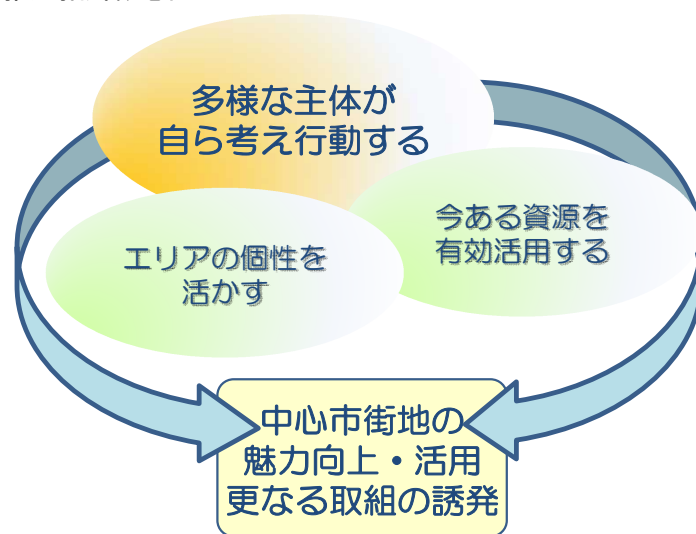 多様な主体が
自ら考え行動する
今ある資源を
有効活用する
エリアの個性を
活かす
中心市街地の
魅力向上・活用
更なる取組の誘発